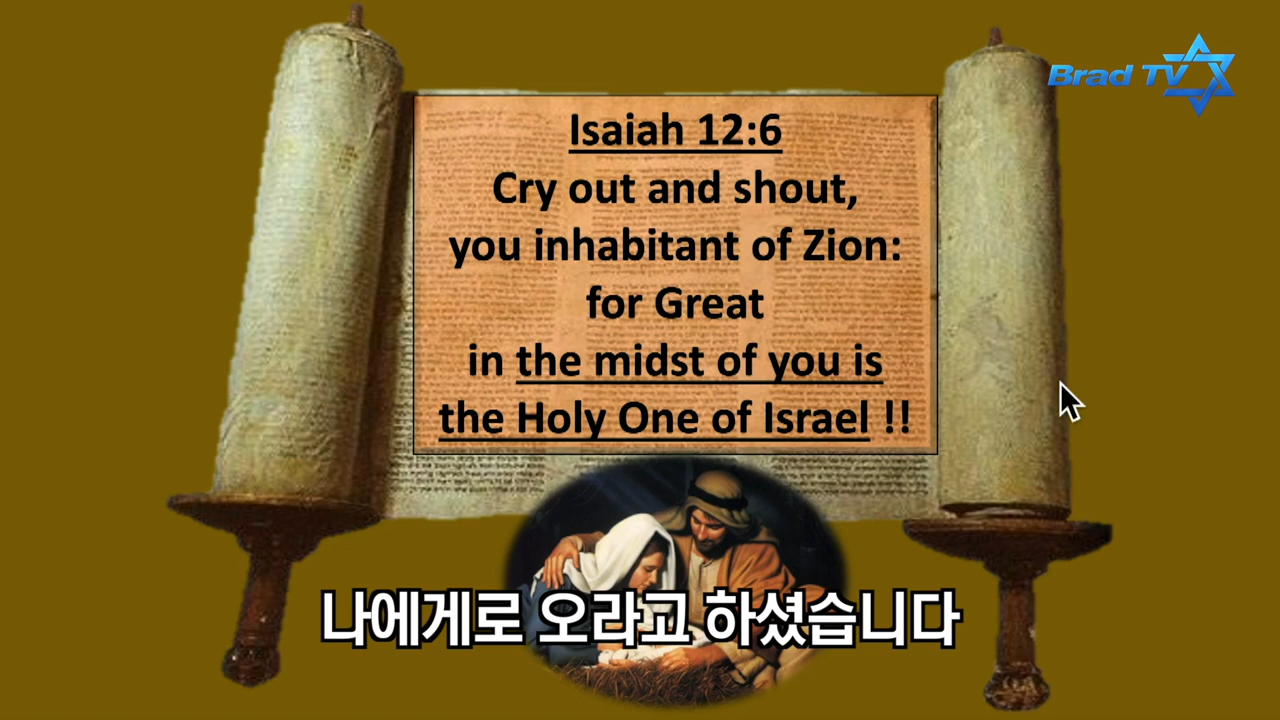 Brad TV
Isaiah 12:6
Cry out and shout,
you inhabitant of Zion:
for Great
in the midst of you is
the Holy One of Israel !!
나에게로 오라고 하셨습니다